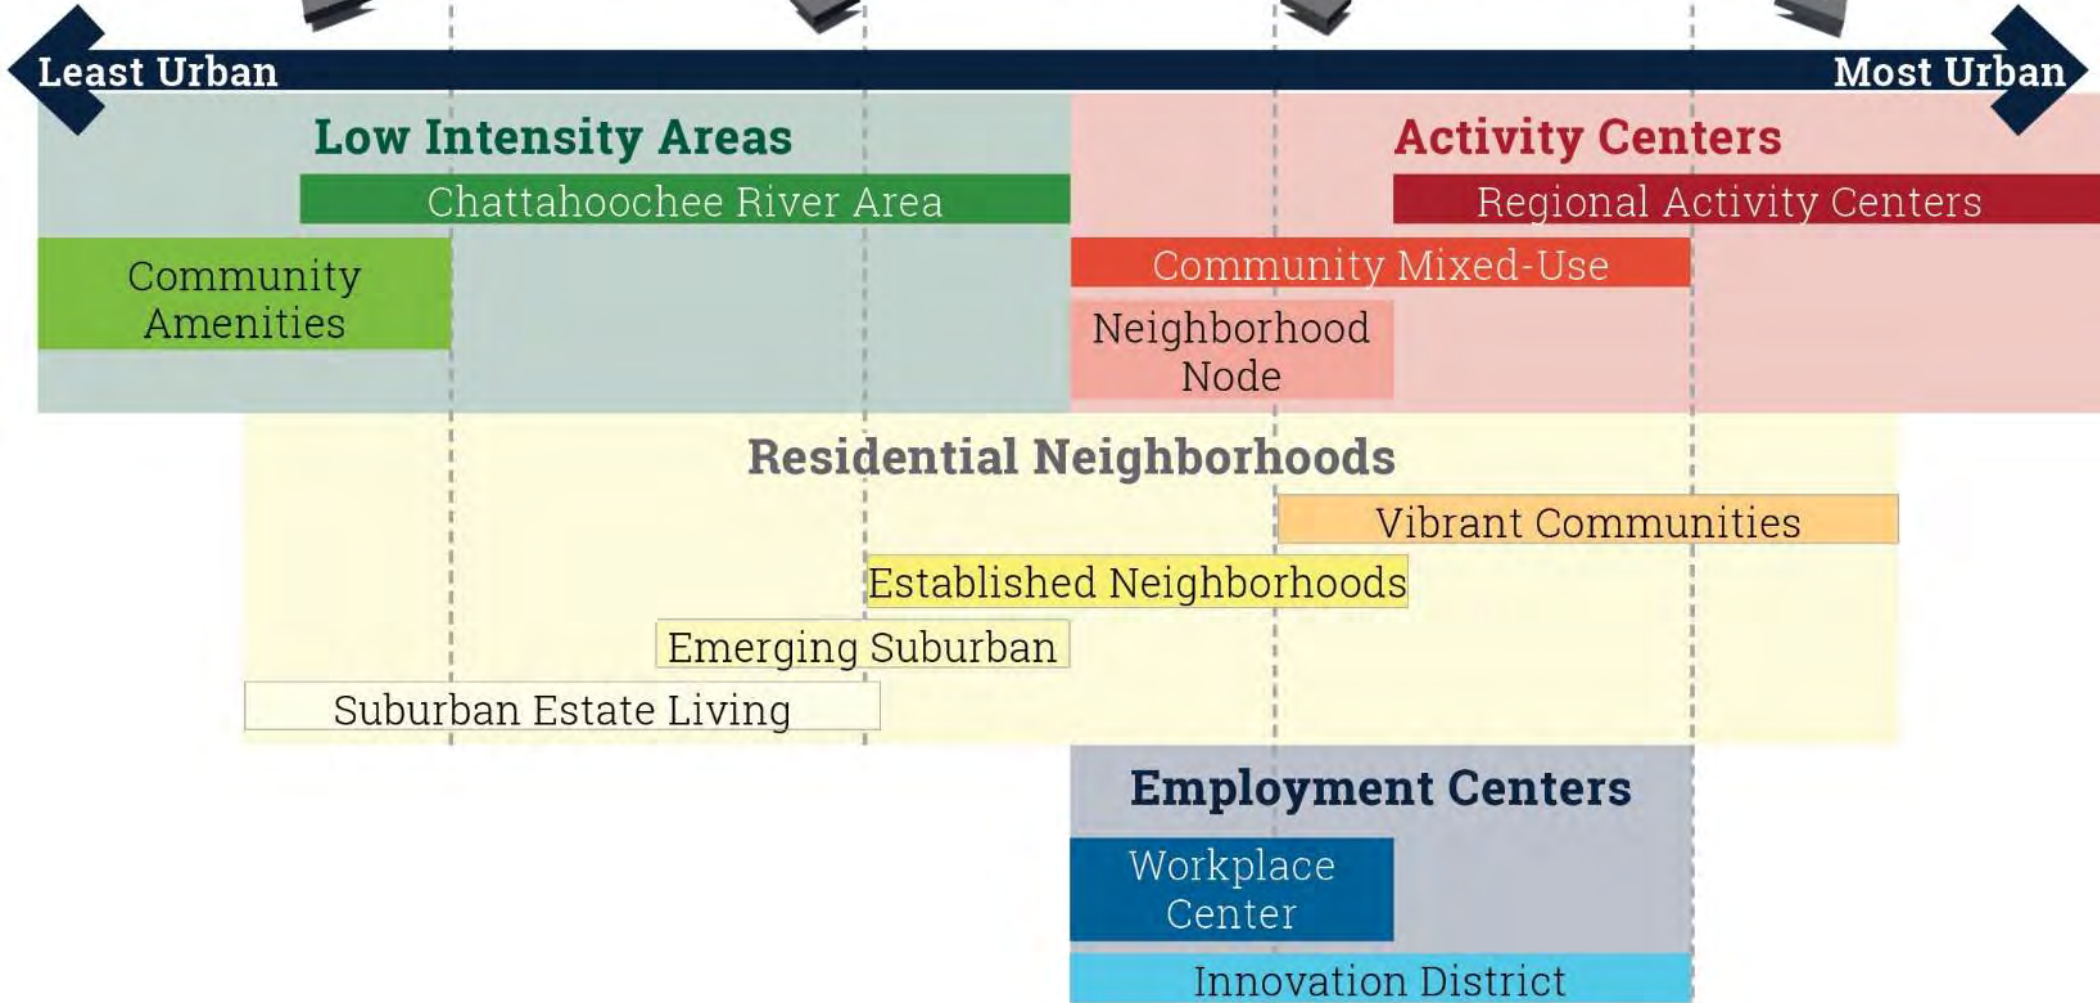 Least Urban
Most Urban
Low Intensity Areas
Activity Centers
Chattahoochee River Area
Regional Activity Centers
Community
Amenities
Community Mixed-Use
Neighborhood
Node
Residential Neighborhoods
Vibrant Communities
Established Neighborhoods
Emerging Suburban
Suburban Estate Living
Employment Centers
Workplace
Center
Innovation District